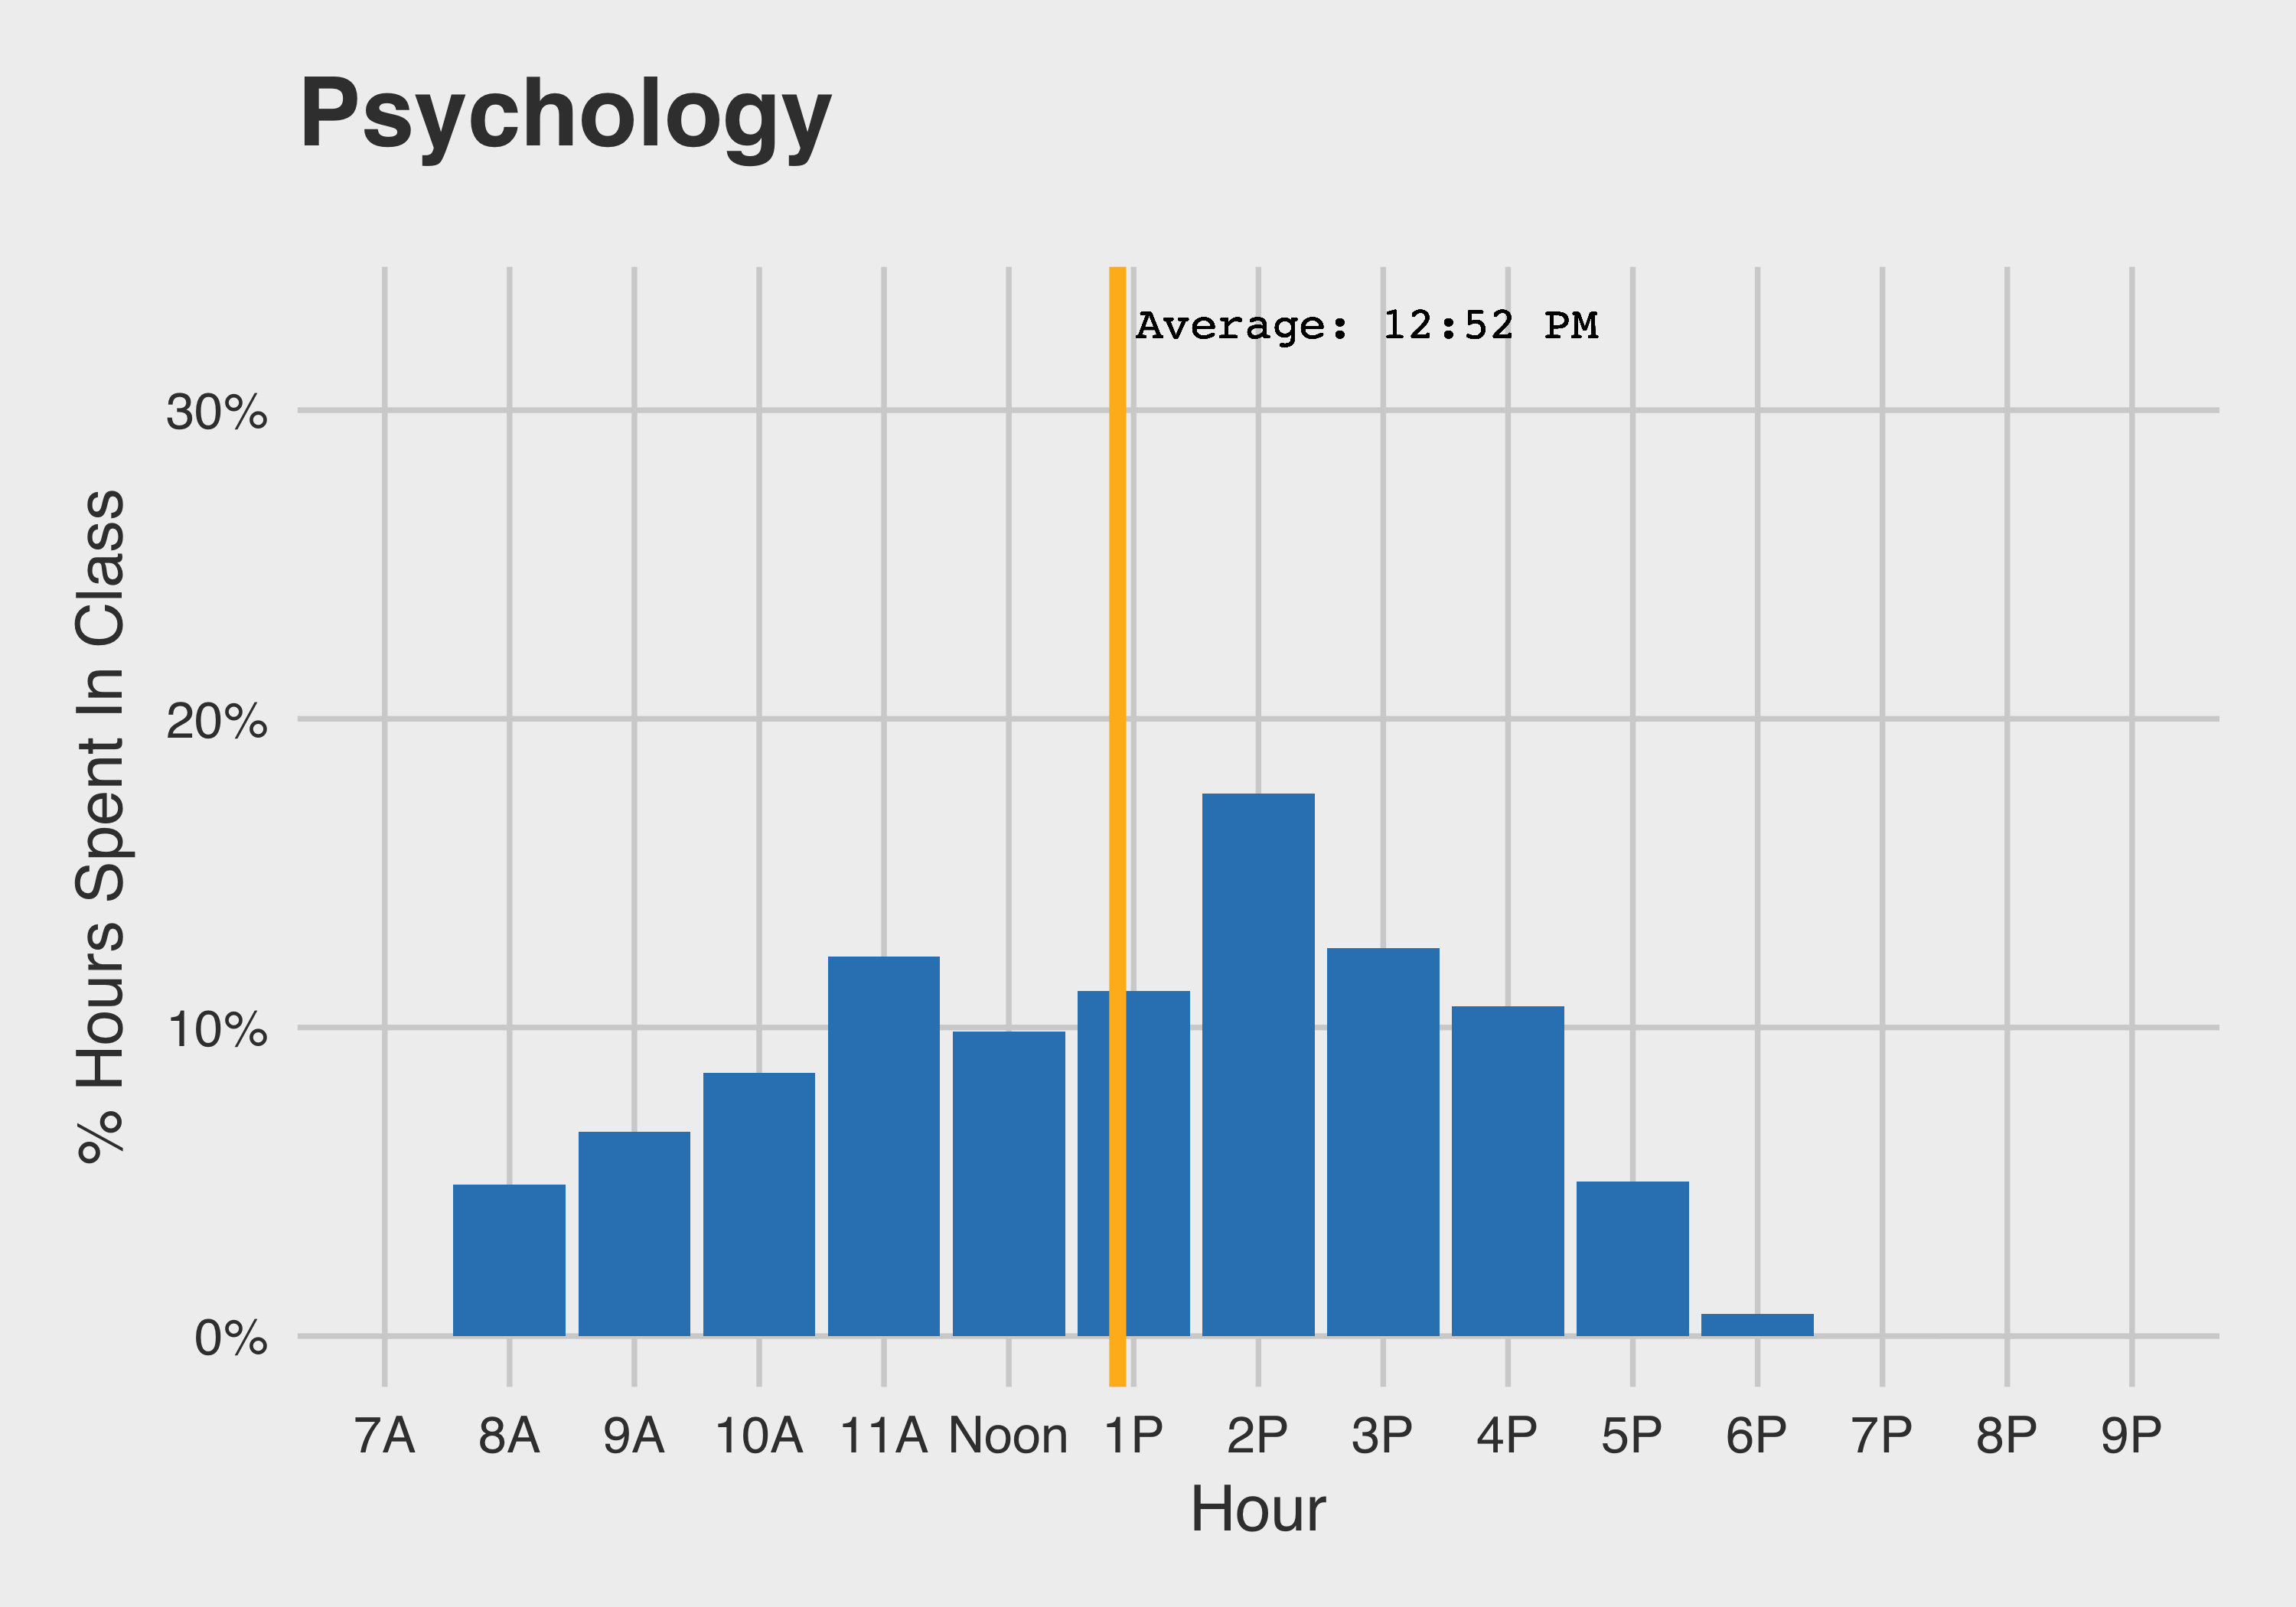 Psychology
Average: 12:52 PM
30%
20%
10%
0%
% Hours Spent In Class
7A 8A 9A 10A 11A Noon 1P 2P 3P 4P 5P 6P 7P 8P 9P
Hour